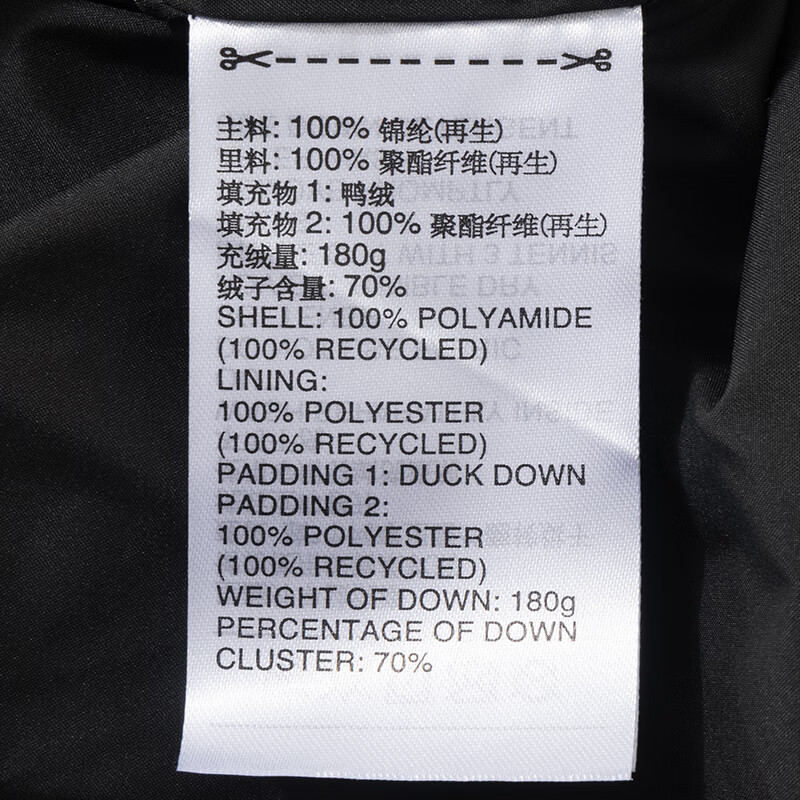 主料: 100% 锦纶(再生)
里料: 100% 聚酯纤维(再生)
填充物 1: 鸭绒
填充物 2: 100% 聚酯纤维(再生)
充绒量: 180g
绒子含量: 70%
SHELL: 100% POLYAMIDE
(100% RECYCLED)
LINING:
100% POLYESTER
(100% RECYCLED)
PADDING 1: DUCK DOWN
PADDING 2:
100% POLYESTER
(100% RECYCLED)
WEIGHT OF DOWN: 180g
PERCENTAGE OF DOWN
CLUSTER: 70%